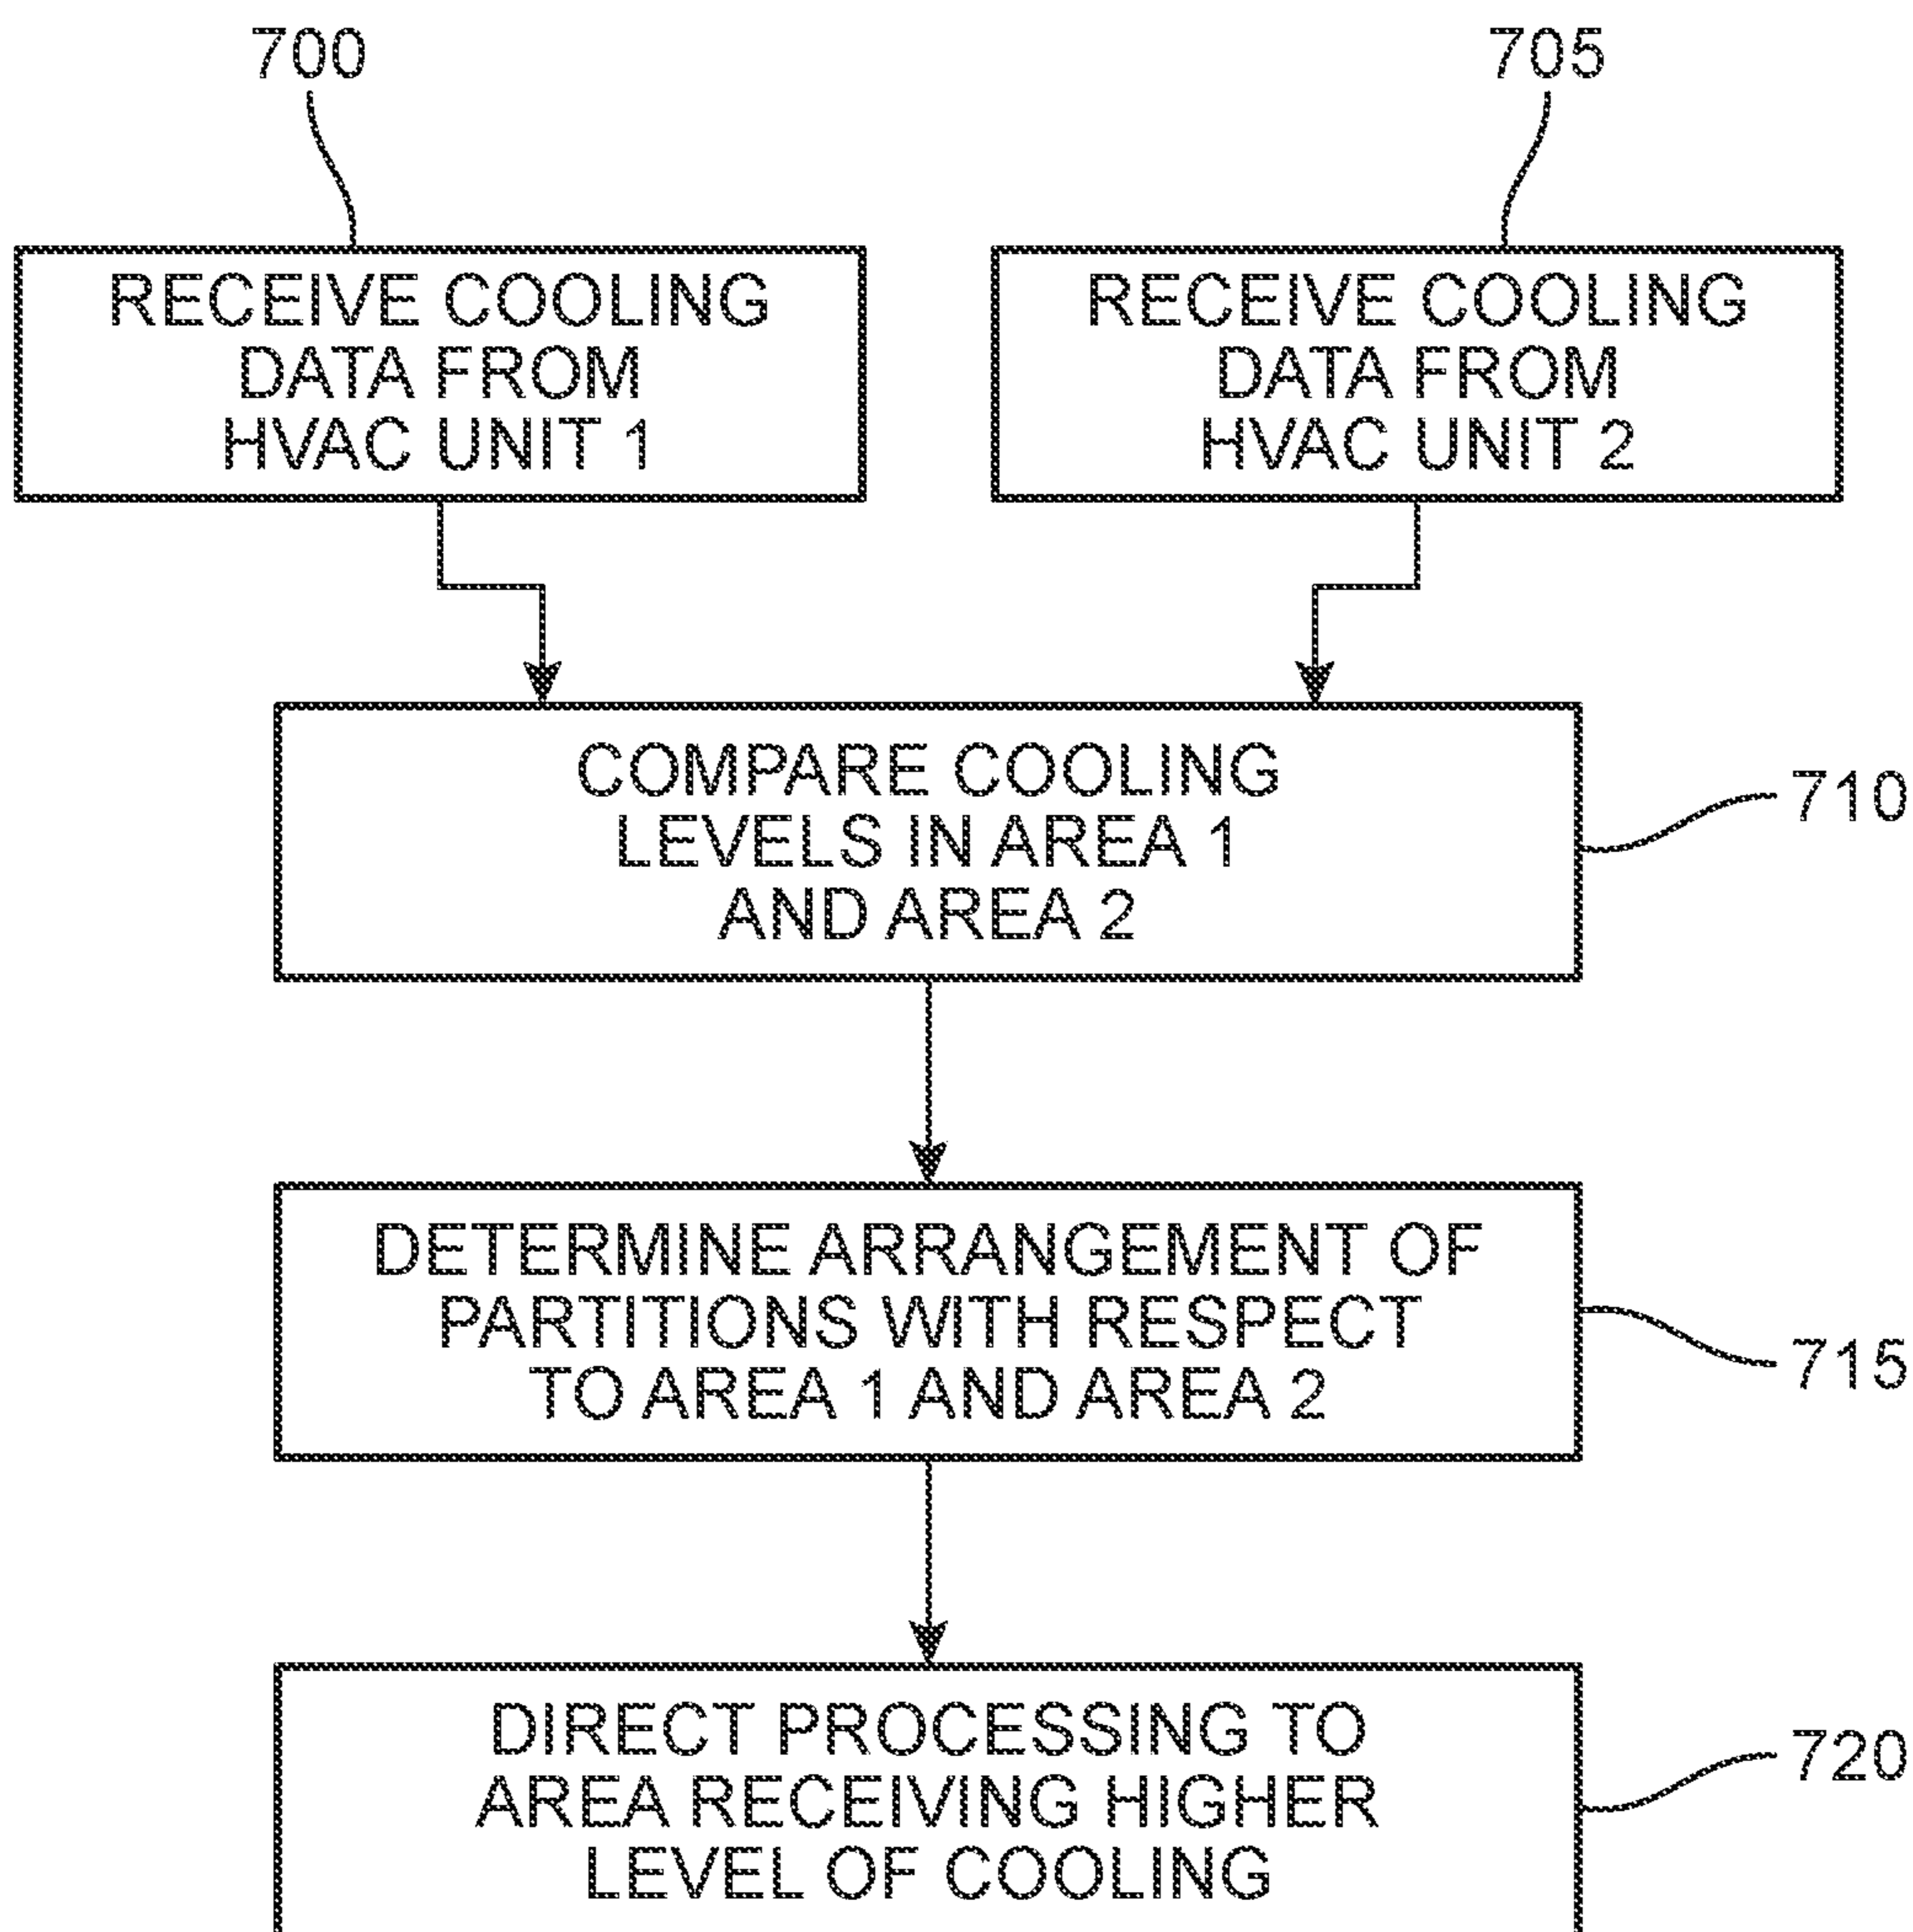 700
705
RECEIVE COOLING
DATA FROM
HVAC UNIT 1
RECEIVE COOLING
DATA FROM
HVAC UNIT 2
COMPARE COOLING
LEVELS IN AREA 1
AND AREA 2
710
DETERMINE ARRANGEMENT OF
PARTITIONS WITH RESPECT
TO AREA 1 AND AREA 2
715
DIRECT PROCESSING TO
AREA RECEIVING HIGHER
LEVEL OF COOLING
720